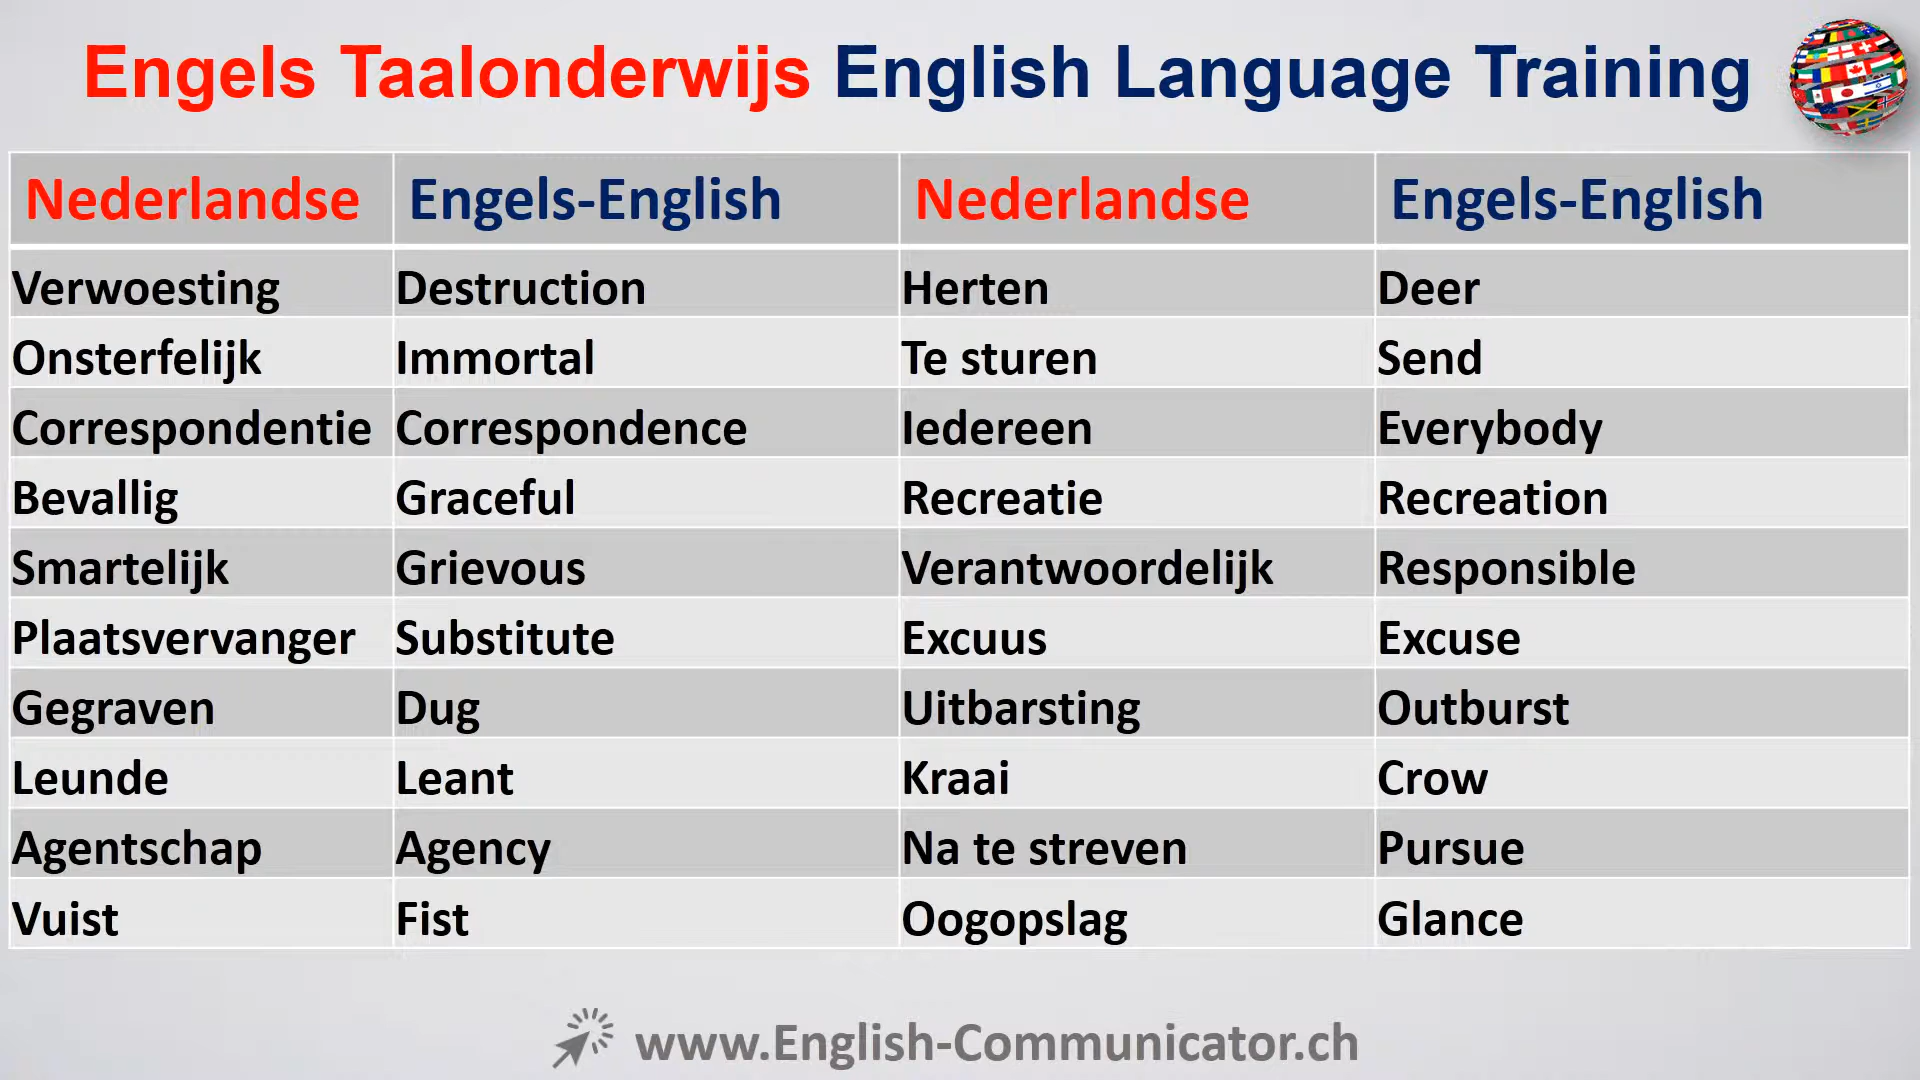 Engels Taalonderwijs English Language Training
Nederlandse Engels-English Nederlandse Engels-English
Verwoesting Destruction Herten Deer
Onsterfelijk Immortal Te sturen Send
Correspondentie Correspondence Iedereen Everybody
Bevallig Graceful Recreatie Recreation
Smartelijk Grievous Verantwoordelijk Responsible
Plaatsvervanger Substitute Excuus Excuse
Gegraven Dug Uitbarsting Outburst
Leunde Leant Kraai Crow
Agentschap Agency Na te streven Pursue
Vuist Fist Oogopslag Glance
www.English-Communicator.ch